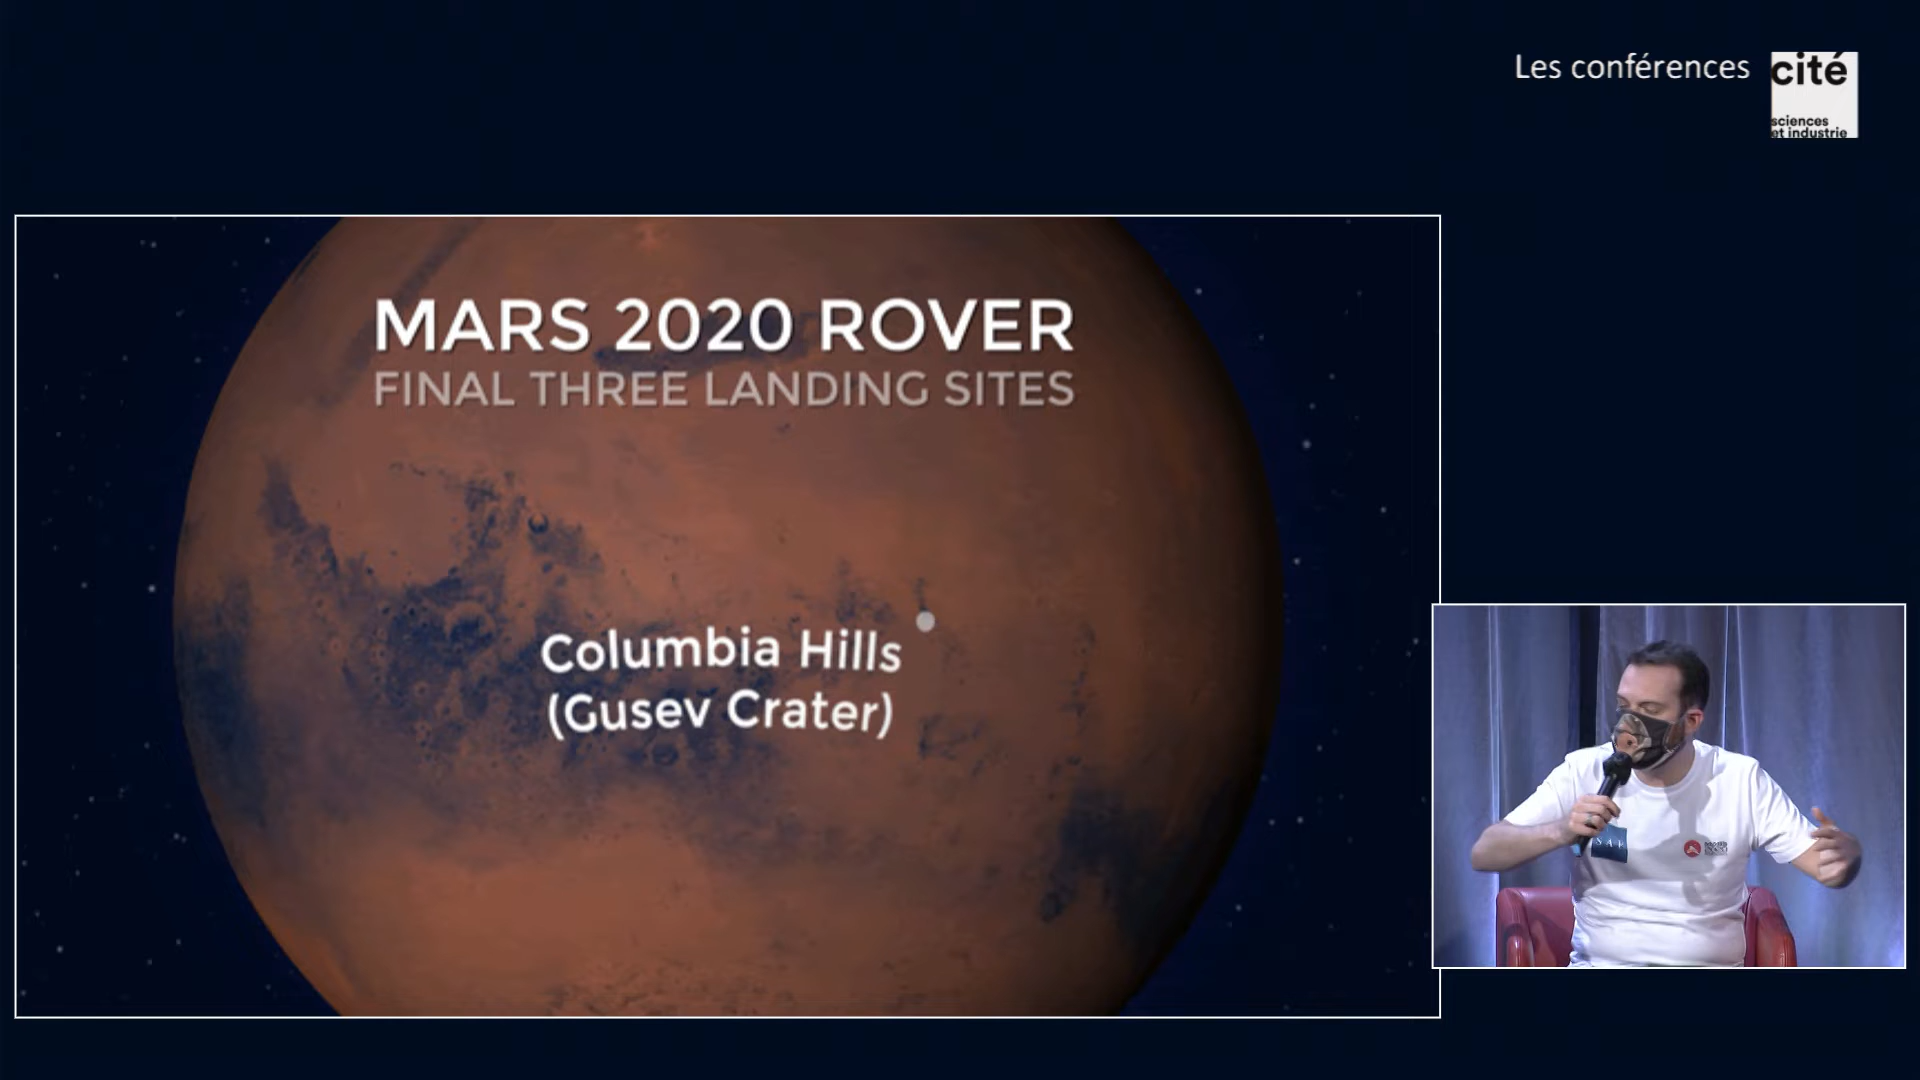 Les conférences
cité
sciences
et industrie
MARS 2020 ROVER
FINAL THREE LANDING SITES
Columbia Hills
(Gusev Crater)